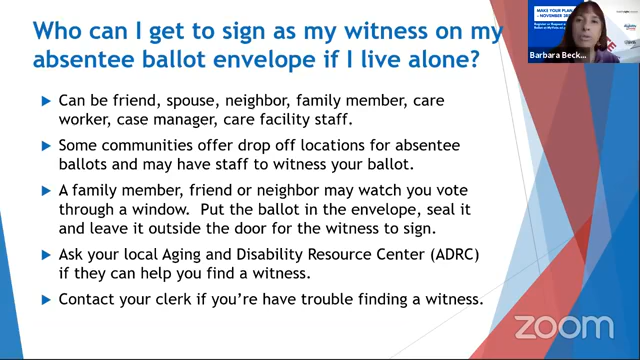 Who can I get to sign as my witness on my
absentee ballot envelope if I live alone?
Can be friend, spouse, neighbor, family member, care
worker, case manager, care facility staff.
Some communities offer drop off locations for absentee
ballots and may have staff to witness your ballot.
A family member, friend or neighbor may watch you vote
through a window. Put the ballot in the envelope, seal it
and leave it outside the door for the witness to sign.
Ask your local Aging and Disability Resource Center (ADRC)
if they can help you find a witness.
Contact your clerk if you're have trouble finding a witness.
MAKE YOUR PLAN
Barbara Beck...
zoom